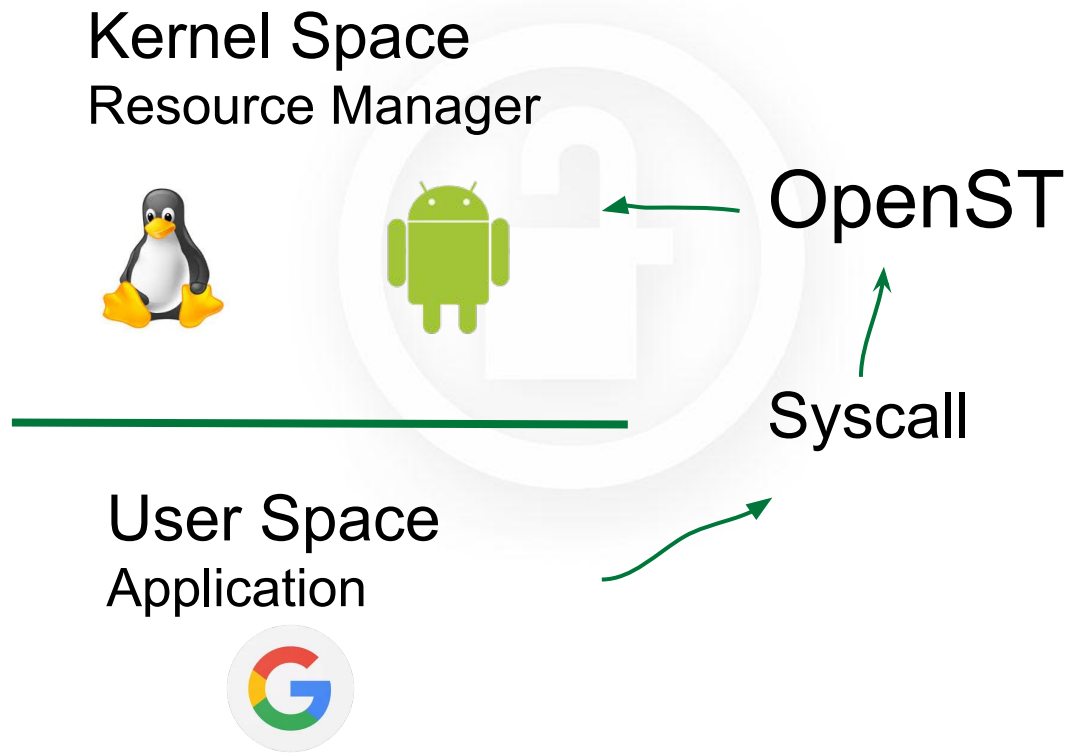 Kernel Space
Resource Manager
OpenST
Syscall
User Space
Application
G